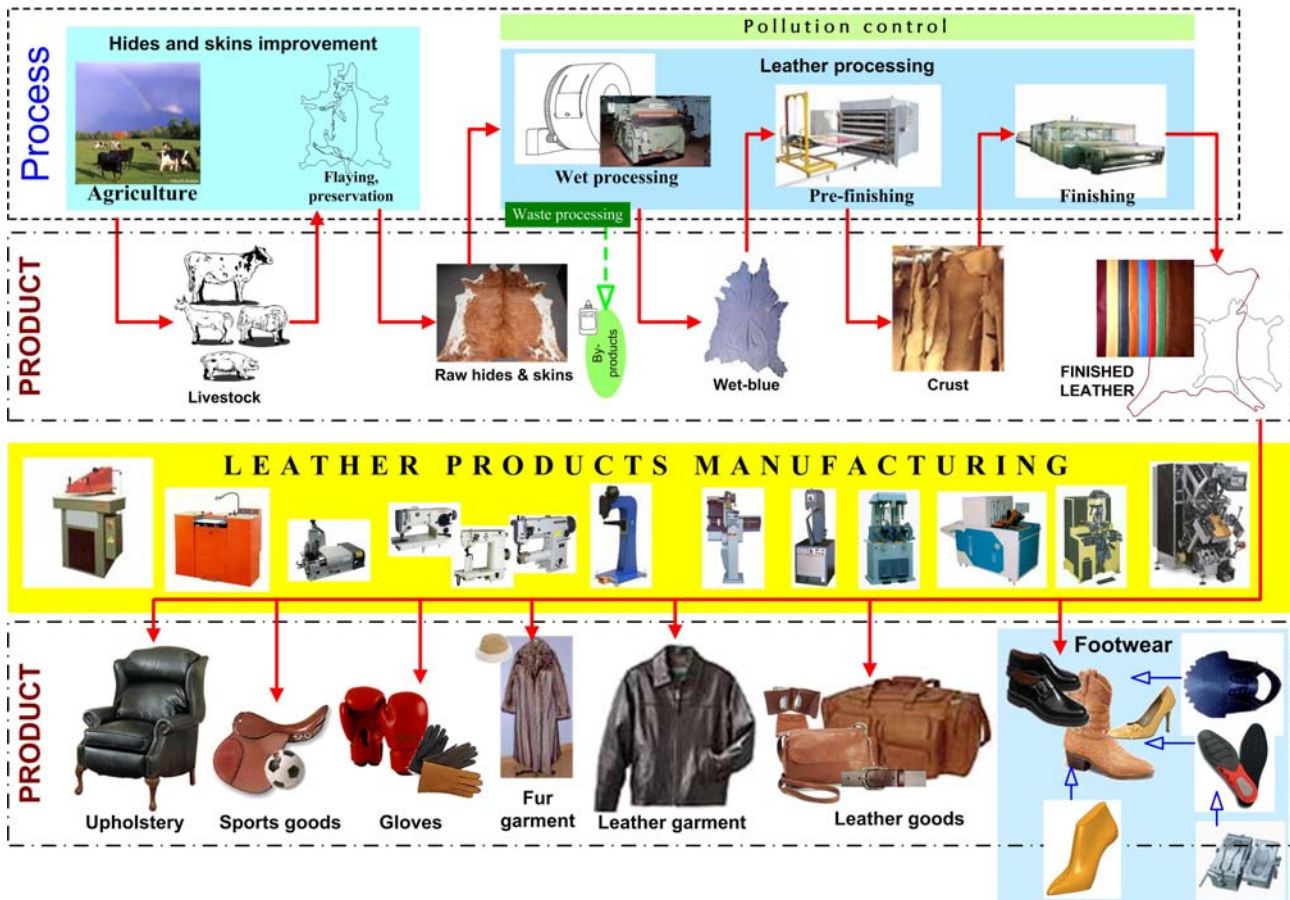 Process
Hides and skins improvement
Agriculture
Flaying,
preservation
Pollution control
Leather processing
Wet processing
Pre-finishing
Finishing
Waste processing
PRODUCT
Livestock
Raw hides & skins
By-
products
Wet-blue
Crust
FINISHED
LEATHER
LEATHER PRODUCTS MANUFACTURING
PRODUCT
Upholstery
Sports goods
Gloves
Fur
garment
Leather garment
Leather goods
Footwear